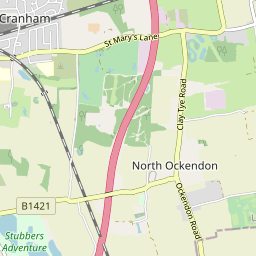 Cranham
St Mary's Lane
Clay Tye Road
North Ockendon
B1421
Ockendon Road
Stubbers
Adventure